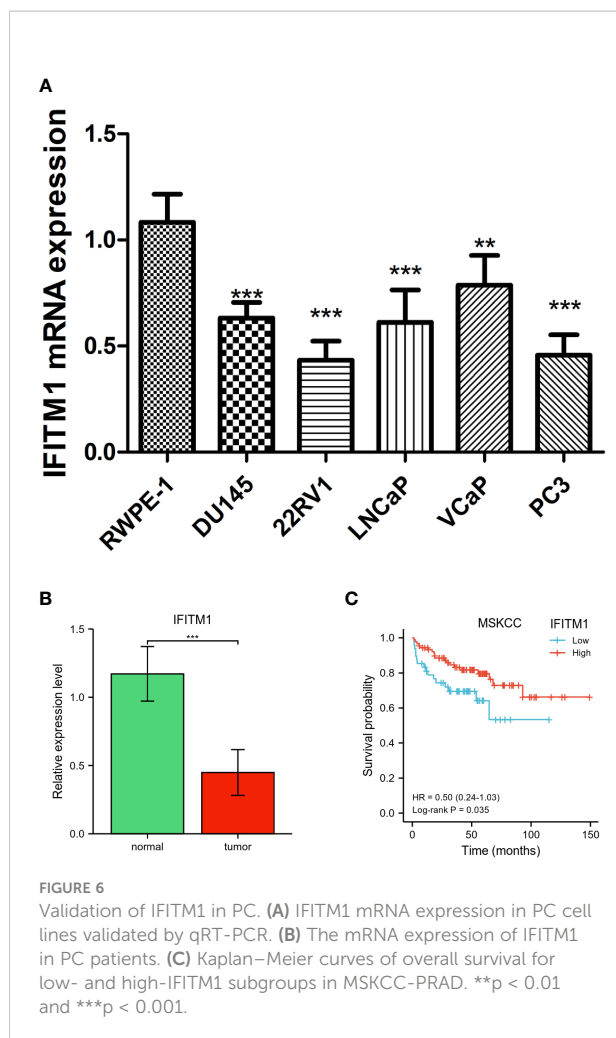 A
IFITM1 mRNA expression
1.5
1.0
0.5
0.0
***
***
***
**
***
RWPE-1
DU145
22RV1
LNCaP
VCaP
PC3
B
IFITM1
***
Relative expression level
1.5
1.0
0.5
0.0
normal
tumor
C
MSKCC
IFITM1
Low
High
Survival probability
1.0
0.8
0.6
0.4
0.2
0.0
HR = 0.50 (0.24-1.03)
Log-rank P = 0.035
0
50
100
150
Time (months)
FIGURE 6
Validation of IFITM1 in PC. (A) IFITM1 mRNA expression in PC cell
lines validated by qRT-PCR. (B) The mRNA expression of IFITM1
in PC patients. (C) Kaplan–Meier curves of overall survival for
low- and high-IFITM1 subgroups in MSKCC-PRAD. **p < 0.01
and ***p < 0.001.